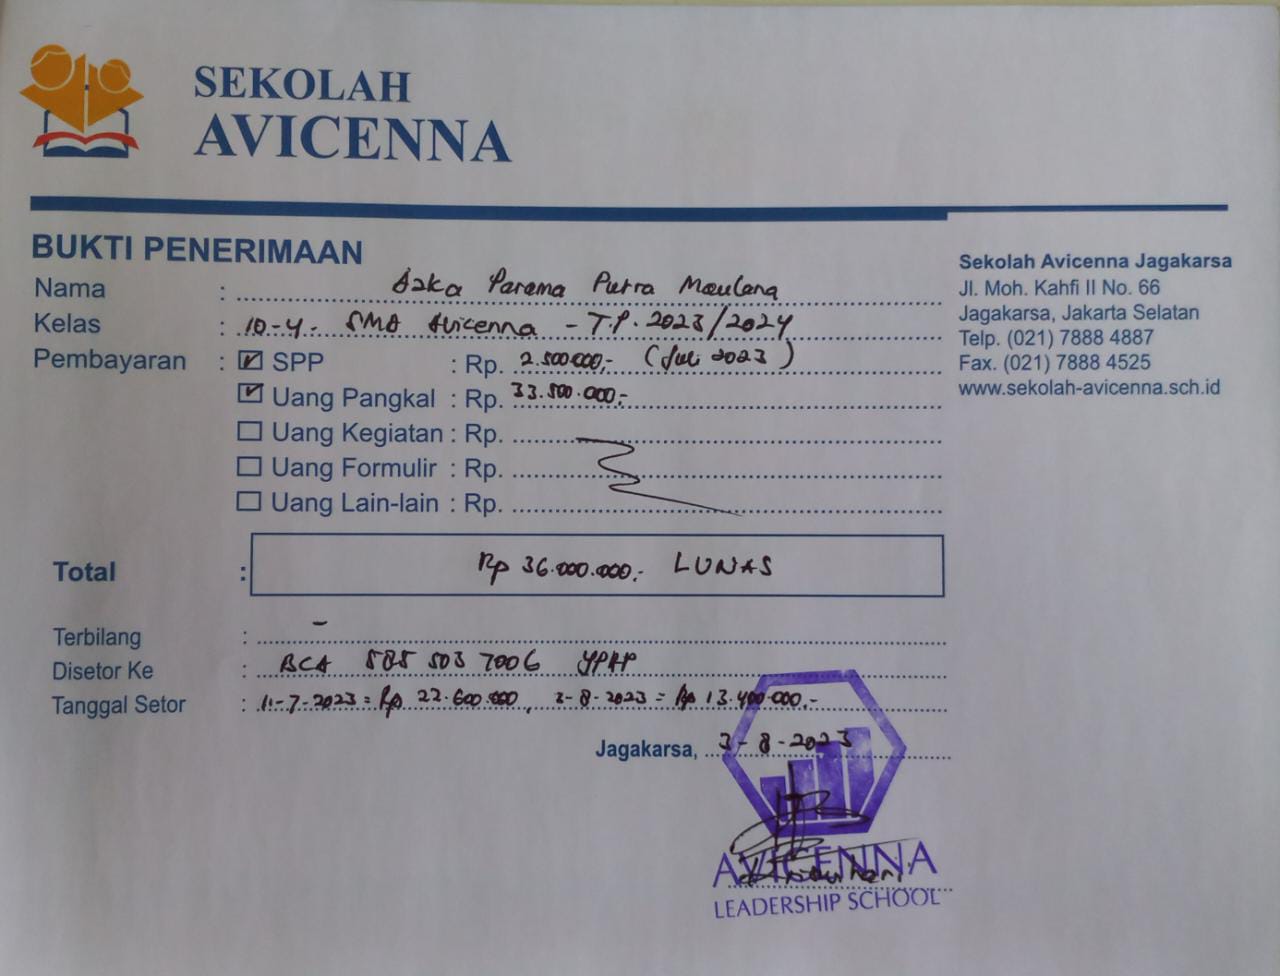 SEKOLAH
AVICENNA
BUKTI PENERIMAAN
Nama : Azka Parama Putra Maulana
Kelas : 10-4- SMA Avicenna - T.P. 2023/2024
Pembayaran : ☑ SPP : Rp. 2.500.000,- (Juli 2023)
☑ Uang Pangkal : Rp. 33.500.000,-
☐ Uang Kegiatan : Rp.
☐ Uang Formulir : Rp.
☐ Uang Lain-lain : Rp.
Total : Rp 36.000.000,- LUNAS
Terbilang : -
Disetor Ke : BCA 585 503 7006 YPAP
Tanggal Setor : 11-7-2023 = Rp 22.600.000, 3-8-2023 = Rp 13.400.000,-
Jagakarsa, 3-8-2023
AVICENNA
LEADERSHIP SCHOOL
Sekolah Avicenna Jagakarsa
Jl. Moh. Kahfi II No. 66
Jagakarsa, Jakarta Selatan
Telp. (021) 7888 4887
Fax. (021) 7888 4525
www.sekolah-avicenna.sch.id